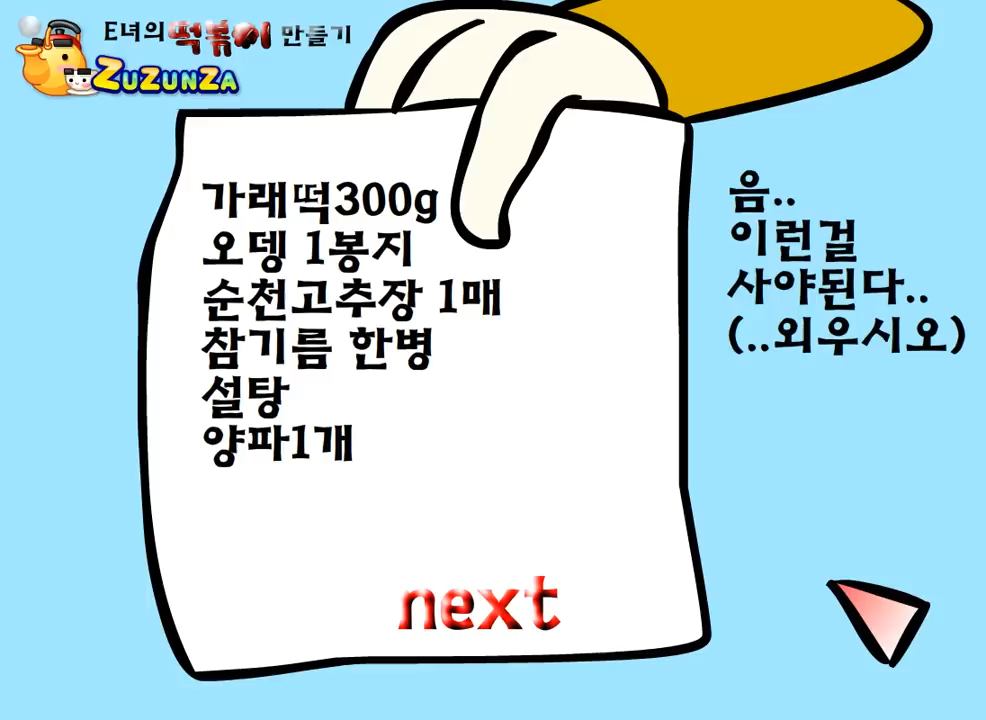 E녀의 떡볶이 만들기
ZUZUNZA
가래떡300g
오뎅 1봉지
순천고추장 1매
참기름 한병
설탕
양파1개
음..
이런걸
사야된다..
(..외우시오)
next